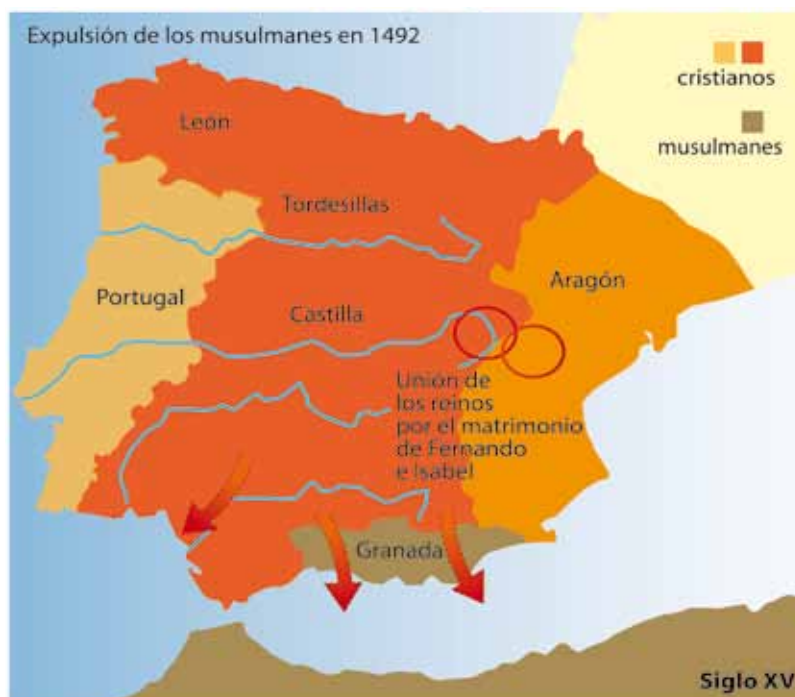 Expulsión de los musulmanes en 1492
cristianos
musulmanes
Leon
Tordesillas
Portugal
Castilla
Aragón
Unión de
los reinos
por el matrimonio
de Fernando
e Isabel
Granada
Siglo XV